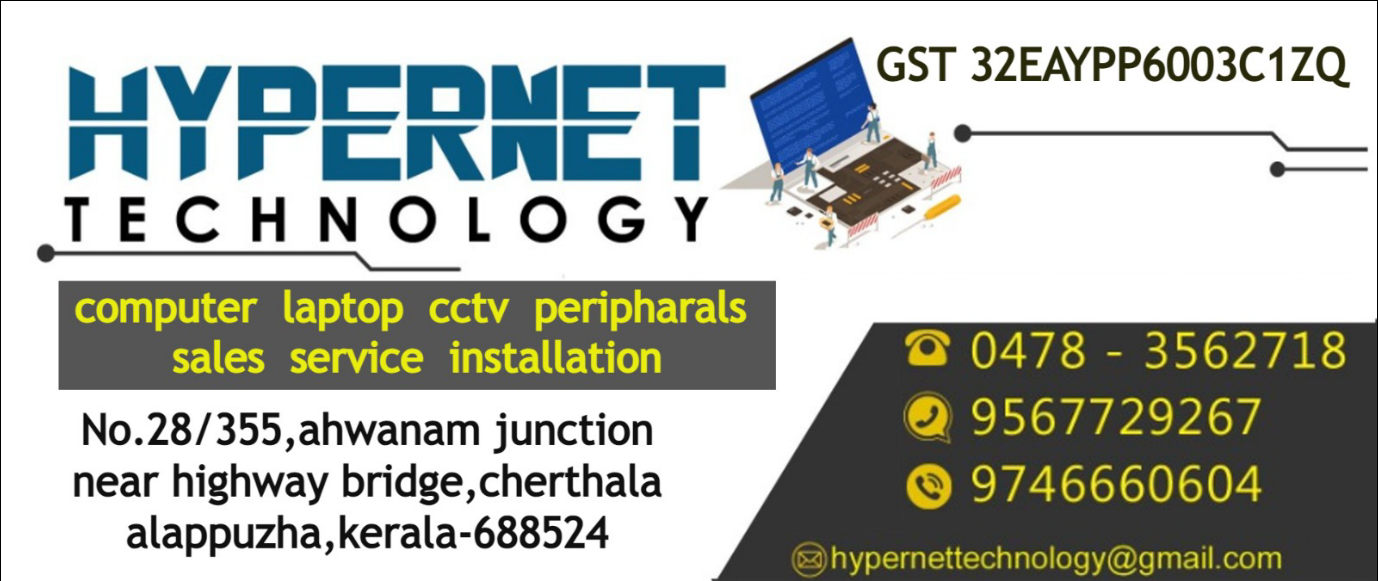 HYPERNET
TECHNOLOGY
GST 32EAYPP6003C1ZQ
computer laptop cctv peripharals
sales service installation
No.28/355,ahwanam junction
near highway bridge,cherthala
alappuzha,kerala-688524
0478 - 3562718
9567729267
9746660604
hypernettechnology@gmail.com